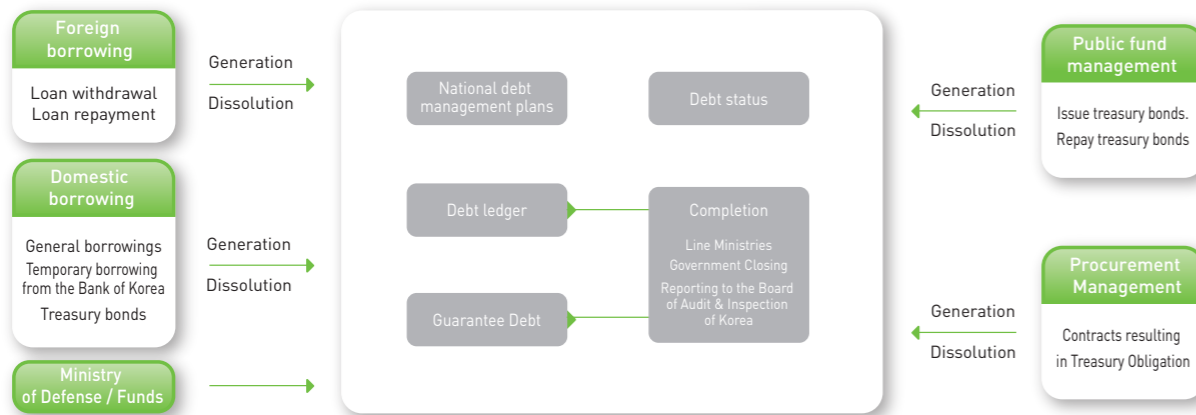 Foreign
borrowing
Loan withdrawal
Loan repayment
Generation
Dissolution
Domestic
borrowing
General borrowings
Temporary borrowing
from the Bank of Korea
Treasury bonds
Generation
Dissolution
Ministry
of Defense / Funds
National debt
management plans
Debt status
Debt ledger
Guarantee Debt
Completion
Line Ministries
Government Closing
Reporting to the Board
of Audit & Inspection
of Korea
Generation
Dissolution
Public fund
management
Issue treasury bonds.
Repay treasury bonds
Generation
Dissolution
Procurement
Management
Contracts resulting
in Treasury Obligation